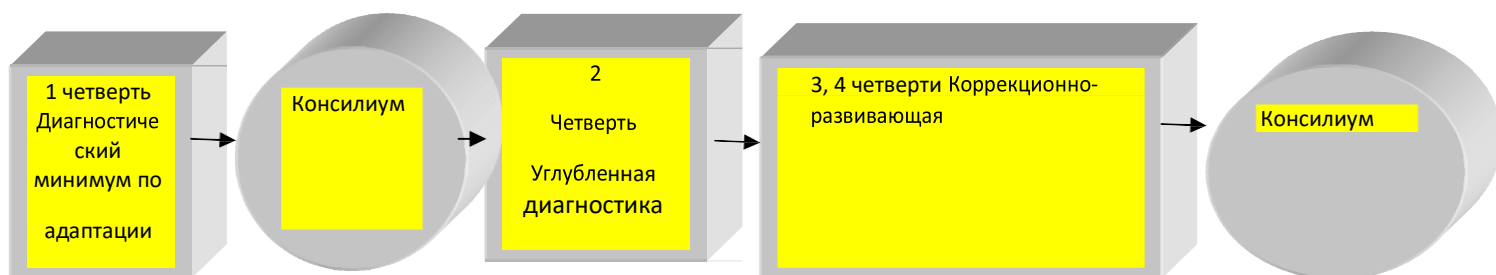 1 четверть
Диагностиче
ский
минимум по
адаптации
Консилиум
2
Четверть
Углубленная
диагностика
3, 4 четверти Коррекционно-
развивающая
Консилиум